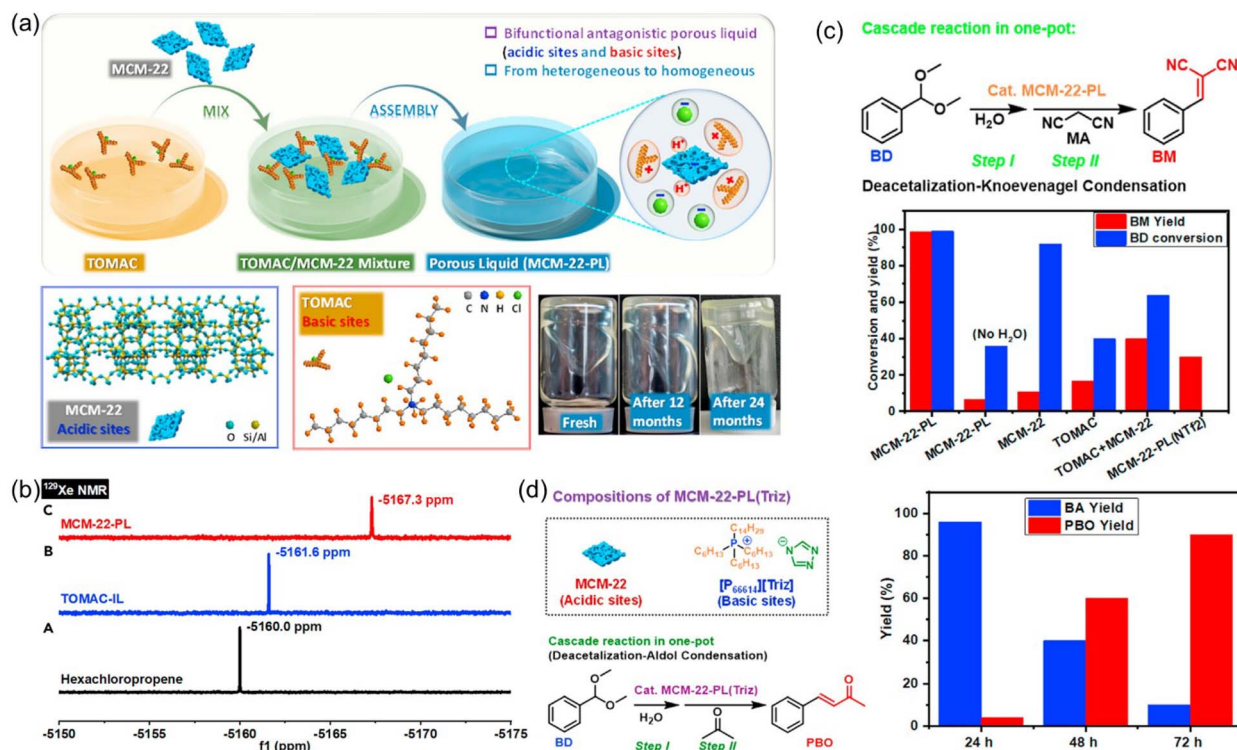 (a)
Bifunctional antagonistic porous liquid
(acidic sites and basic sites)
From heterogeneous to homogeneous
MCM-22
MIX
ASSEMBLY
H⁺
H⁺
TOMAC
TOMAC/MCM-22 Mixture
Porous Liquid (MCM-22-PL)
MCM-22
Acidic sites
O Si/Al
TOMAC
Basic sites
C N H Cl
Fresh
After 12
months
After 24
months
(b)
¹²⁹Xe NMR
C
MCM-22-PL
-5167.3 ppm
B
TOMAC-IL
-5161.6 ppm
A
Hexachloropropene
-5160.0 ppm
-5150 -5155 -5160 -5165 -5170 -5175
f1 (ppm)
(c)
Cascade reaction in one-pot:
O
O
BD
Cat. MCM-22-PL
H₂O
NC CN
MA
Step I Step II
CN CN
BM
Deacetalization-Knoevenagel Condensation
Conversion and yield (%)
100
80
60
40
20
0
BM Yield
BD conversion
(No H₂O)
MCM-22-PL
MCM-22-PL
MCM-22
TOMAC
TOMAC+MCM-22
MCM-22-PL(NTf2)
(d)
Compositions of MCM-22-PL(Triz)
MCM-22
(Acidic sites)
C₁₄H₂₉
C₆H₁₃ P ⊕ C₆H₁₃
C₆H₁₃
⊖ N
N-N
[P₆₆₆₁₄][Triz]
(Basic sites)
Cascade reaction in one-pot
(Deacetalization-Aldol Condensation)
O
O
BD
Cat. MCM-22-PL(Triz)
H₂O
O
Step I Step II
O
PBO
Yield (%)
100
80
60
40
20
0
BA Yield
PBO Yield
24 h 48 h 72 h